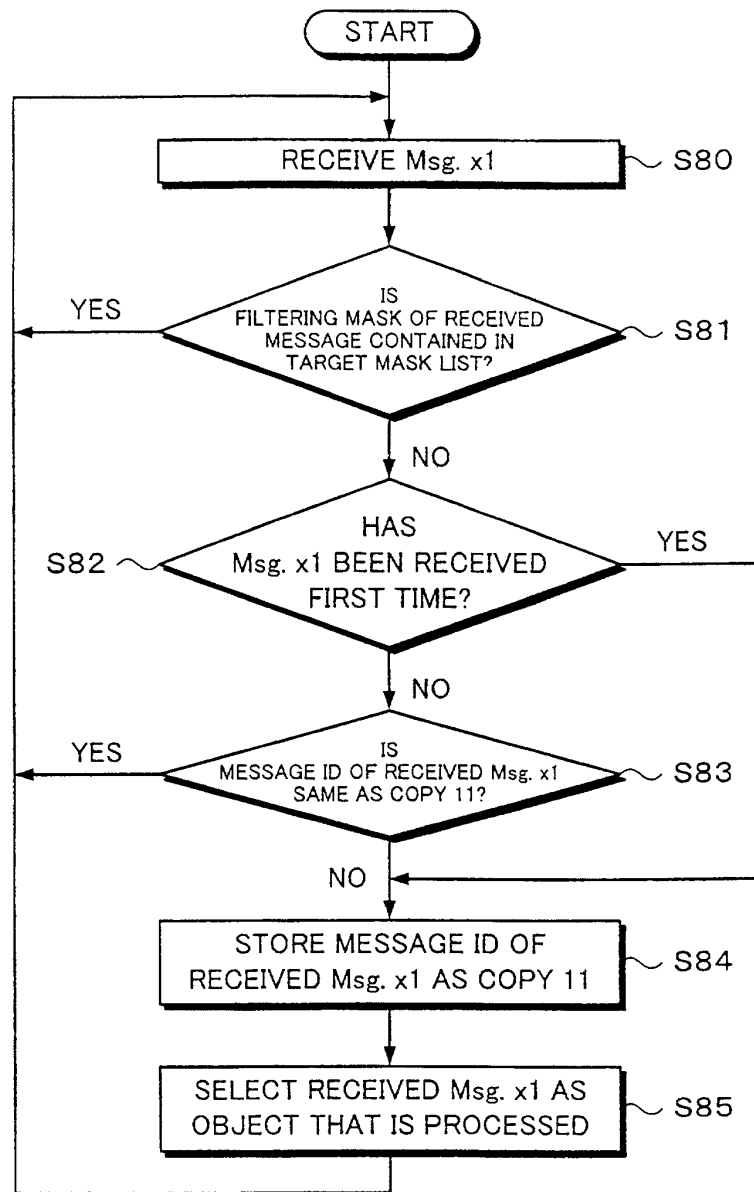 START
RECEIVE Msg. x1
S80
IS
FILTERING MASK OF RECEIVED
MESSAGE CONTAINED IN
TARGET MASK LIST?
YES
S81
NO
HAS
Msg. x1 BEEN RECEIVED
FIRST TIME?
S82
YES
NO
IS
MESSAGE ID OF RECEIVED Msg. x1
SAME AS COPY 11?
YES
S83
NO
STORE MESSAGE ID OF
RECEIVED Msg. x1 AS COPY 11
S84
SELECT RECEIVED Msg. x1 AS
OBJECT THAT IS PROCESSED
S85